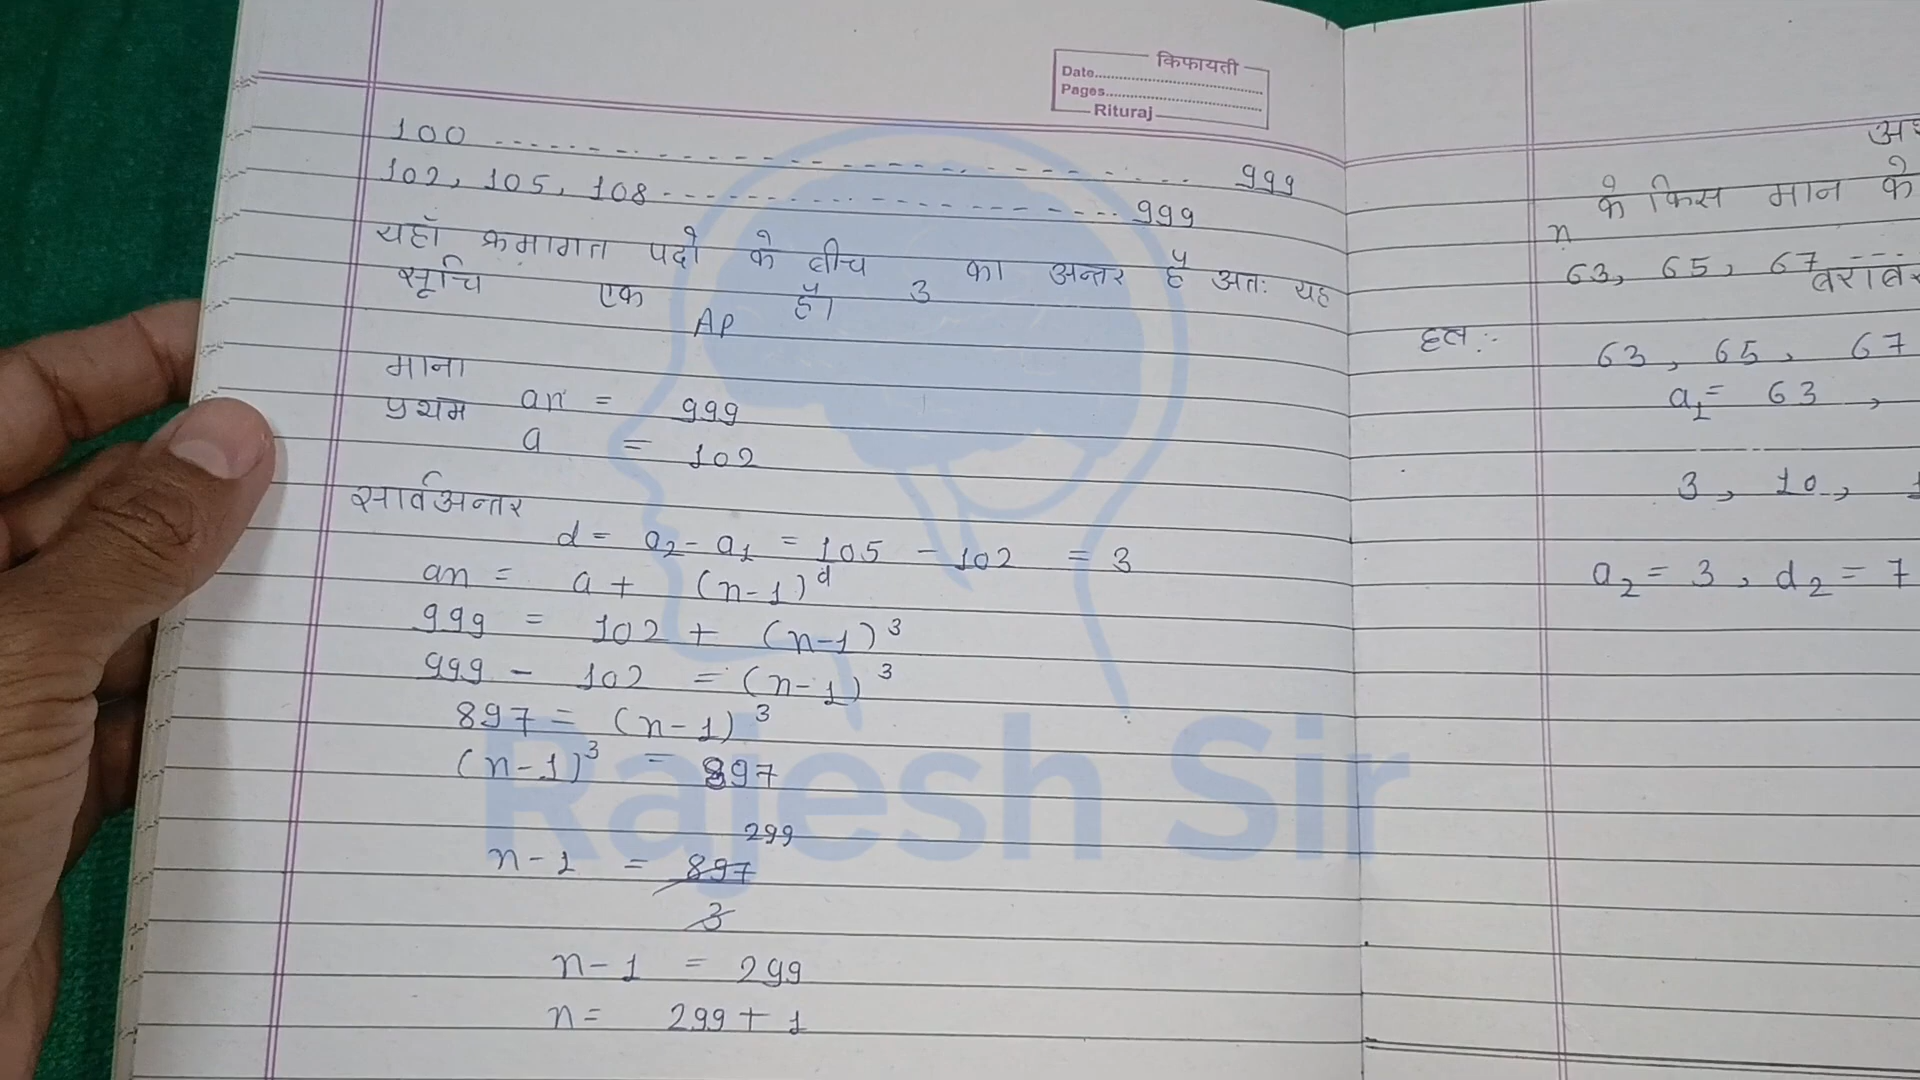 किफायती
Date
Pages
Rituraj
100 ------------------------ 999
102, 105, 108 ------------------ 999
यहाँ क्रमागत पदों के बीच 3 का अन्तर है अतः यह
सूचि एक AP है।
माना an = 999
प्रथम a = 102
सार्वअन्तर
d = a2 - a1 = 105 - 102 = 3
an = a + (n-1)d
999 = 102 + (n-1)3
999 - 102 = (n-1)3
897 = (n-1)3
(n-1)3 = 897
n-1 = 897/3 299
n-1 = 299
n = 299 + 1
n के किस मान के
63, 65, 67 ---
बराबर
हल :-
63, 65, 67
a1 = 63,
3, 10,
a2 = 3, d2 = 7
Rajesh Sir